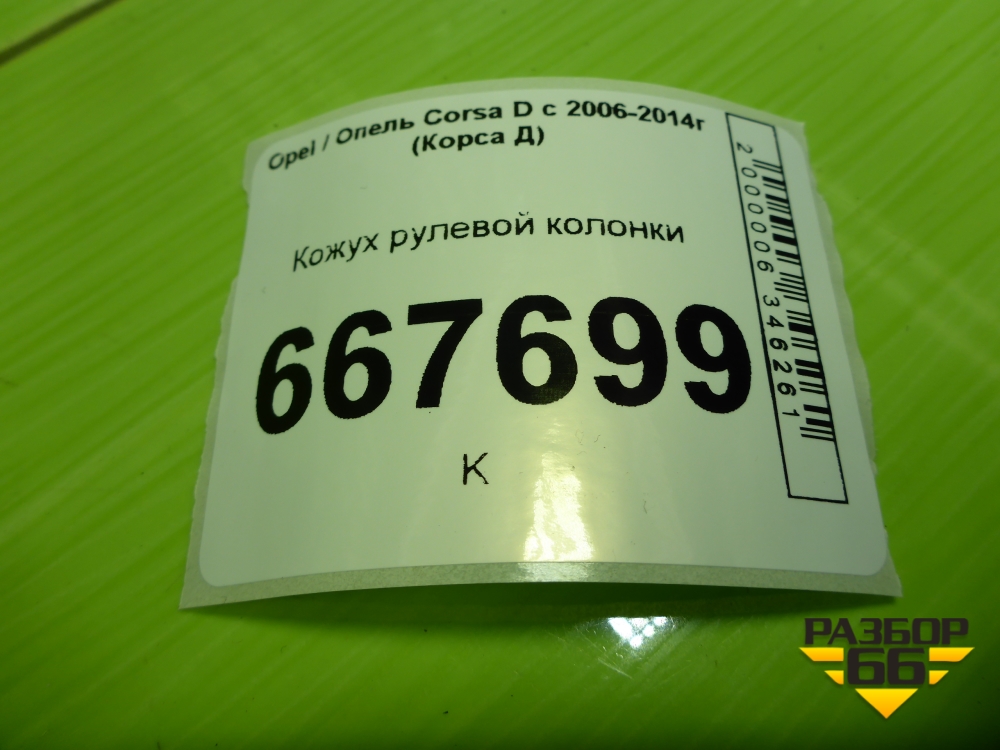 Opel / Опель Corsa D с 2006-2014г
(Корса Д)
Кожух рулевой колонки
667699
К
2000006346261
РАЗБОР
66